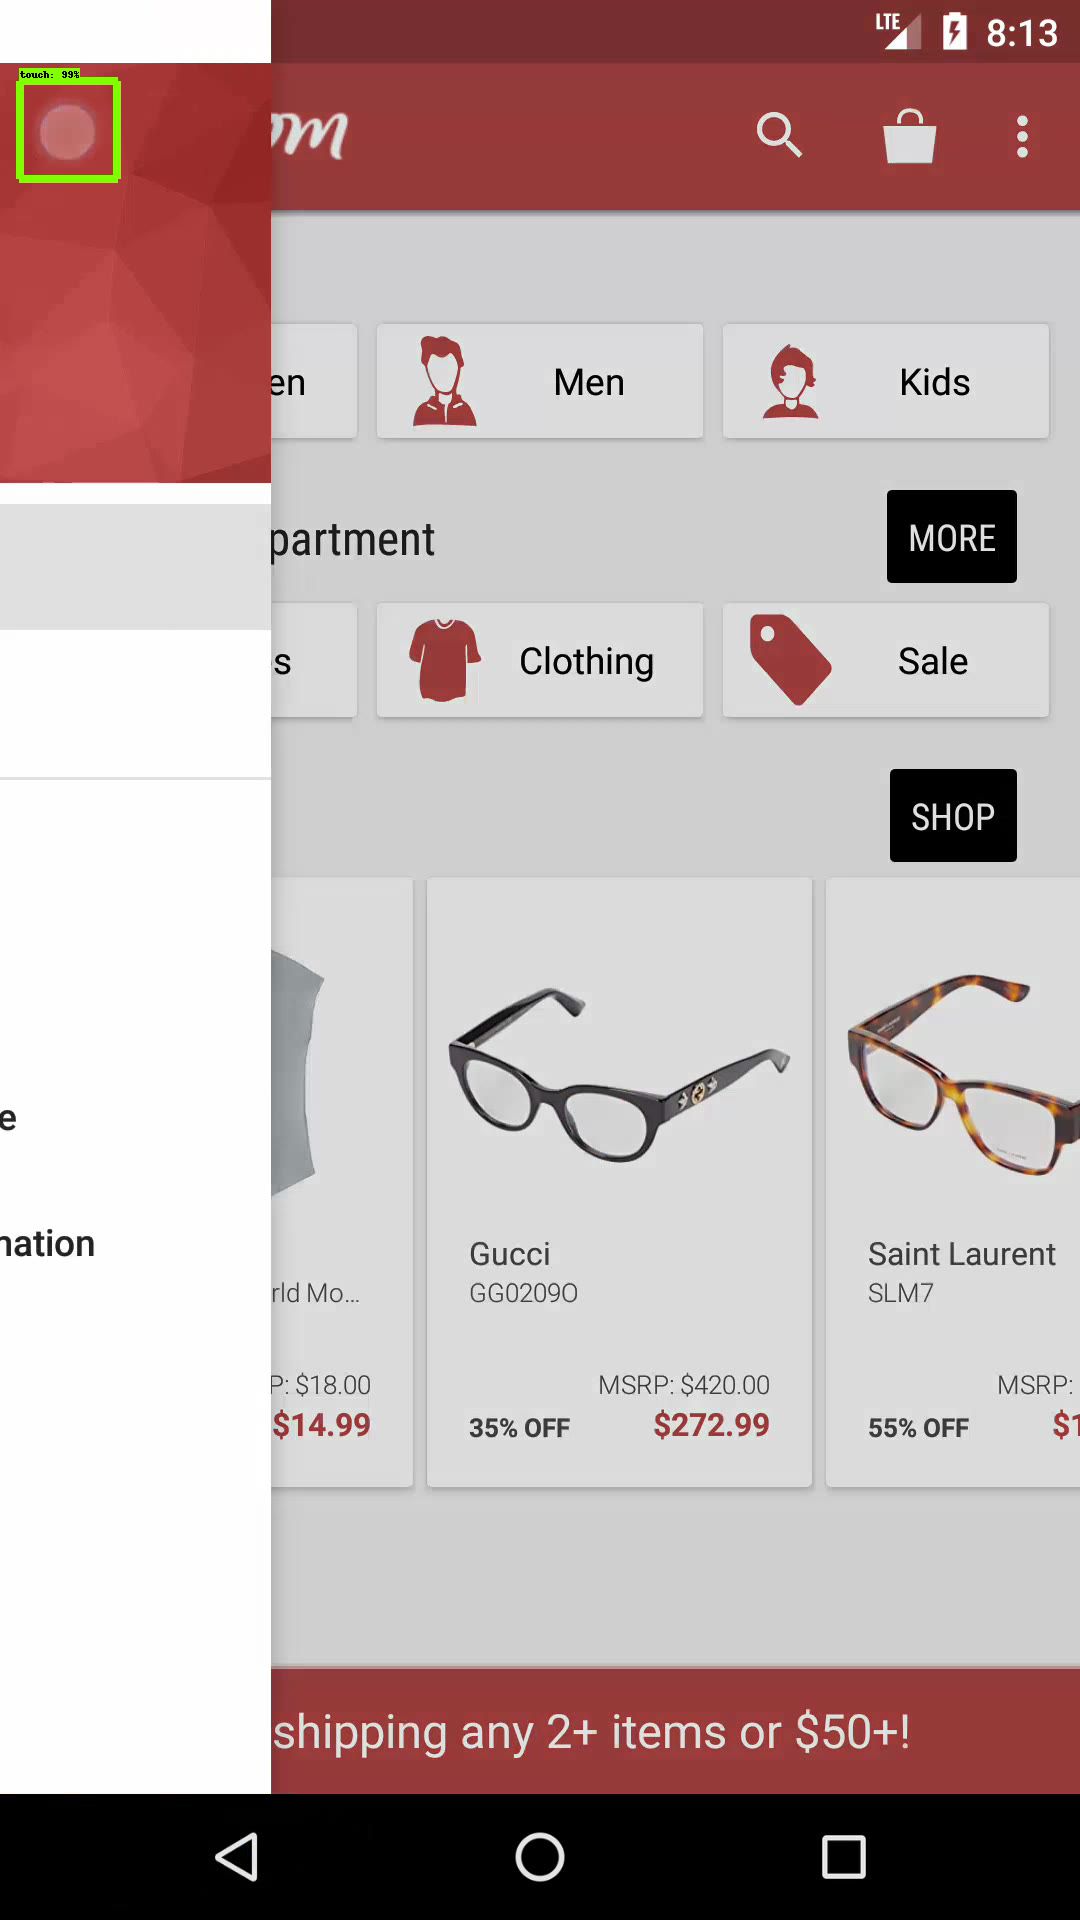 LTE 8:13
touch: 99%
om
en
Men
Kids
partment
MORE
s
Clothing
Sale
SHOP
e
nation
Gucci
GG0209O
Saint Laurent
SLM7
rld Mo...
P: $18.00
$14.99
MSRP: $420.00
35% OFF
$272.99
MSRP:
55% OFF
$1
shipping any 2+ items or $50+!